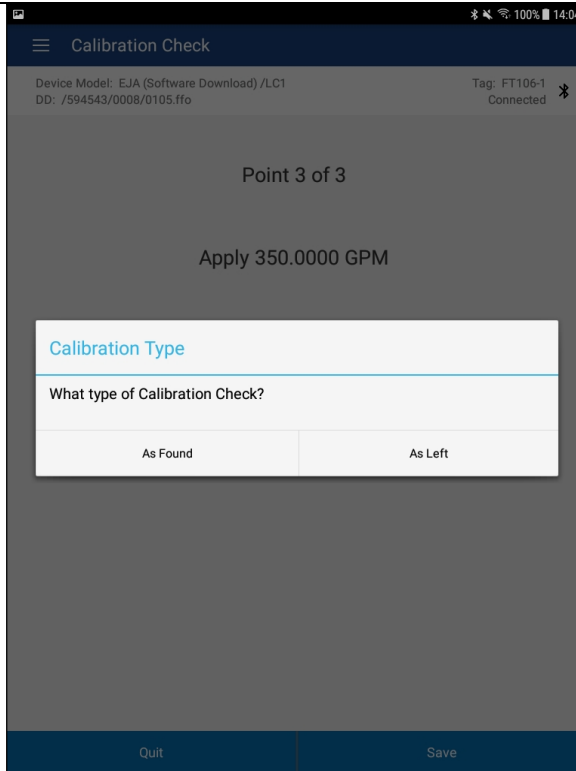 100% 14:04
Calibration Check
Device Model: EJA (Software Download) /LC1
Tag: FT106-1
DD: /594543/0008/0105.ffo
Connected
Point 3 of 3
Apply 350.0000 GPM
Calibration Type
What type of Calibration Check?
As Found
As Left
Quit
Save